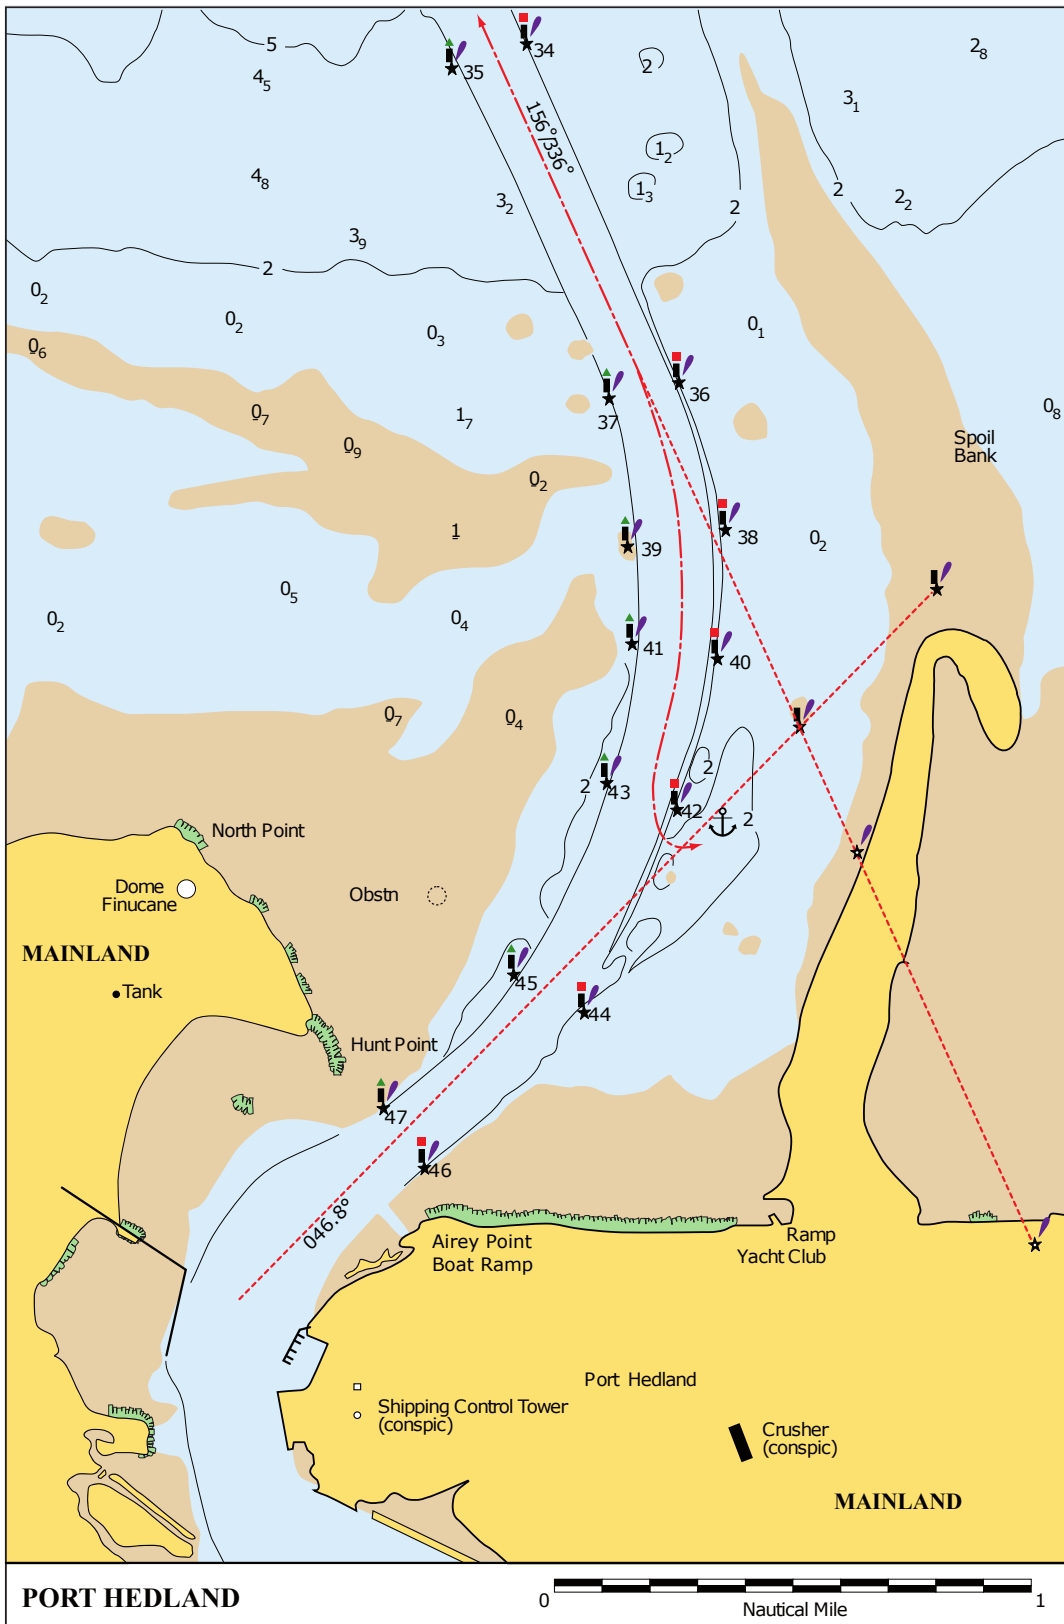 5
34
2₈
35
4₅
2
3₁
156°/336°
1₂
4₈
1₃
2
2₂
3₂
2
3₉
2
0₂
0₂
0₃
0₁
0₆
36
0₇
1₇
37
0₈
0₉
Spoil
Bank
0₂
1
38
0₂
39
0₅
0₂
0₄
41
40
0₇
0₄
2
2
43
42
2
North Point
Dome
Finucane
Obstn
MAINLAND
45
Tank
44
Hunt Point
47
46
046.8°
Airey Point
Boat Ramp
Ramp
Yacht Club
Port Hedland
Shipping Control Tower
(conspic)
Crusher
(conspic)
MAINLAND
PORT HEDLAND
0
1
Nautical Mile